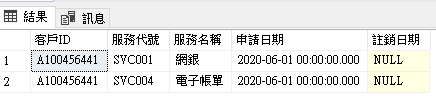 結果 訊息
客戶ID 服務代號 服務名稱 申請日期 註銷日期
1 A100456441 SVC001 網銀 2020-06-01 00:00:00.000 NULL
2 A100456441 SVC004 電子帳單 2020-06-01 00:00:00.000 NULL